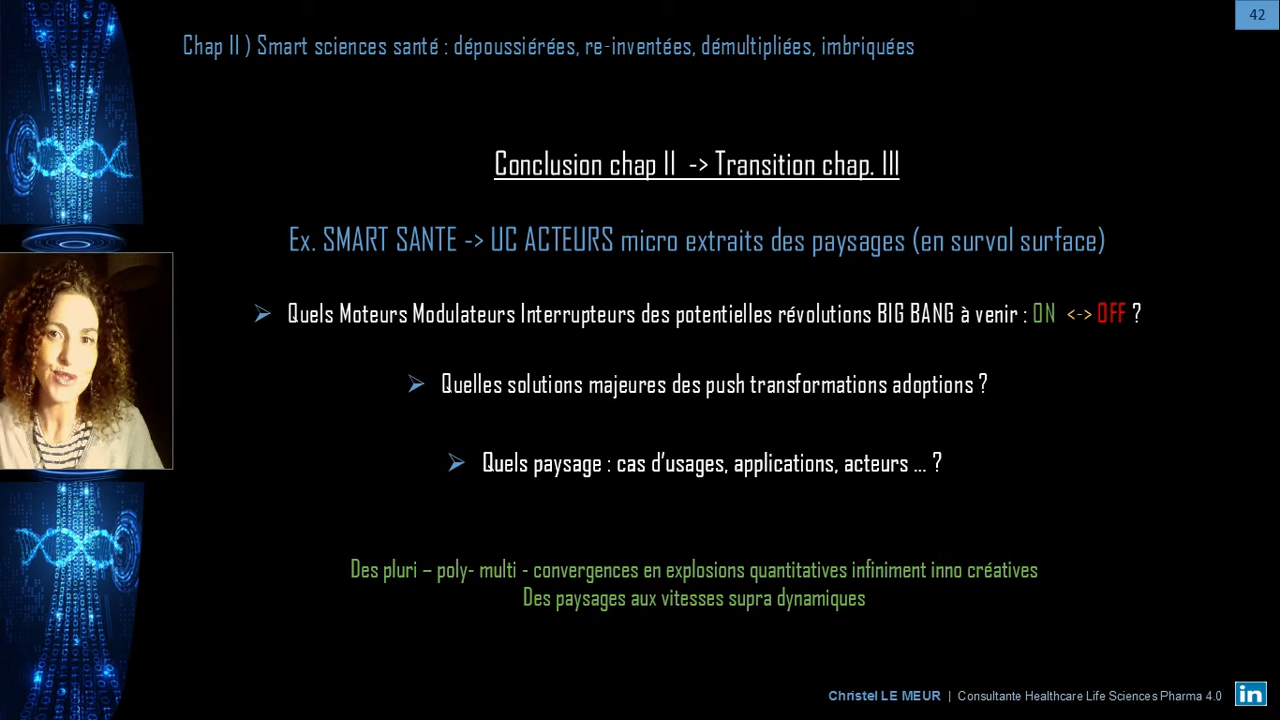 42
Chap II ) Smart sciences santé : dépoussiérées, re-inventées, démultipliées, imbriquées
Conclusion chap II -> Transition chap. III
Ex. SMART SANTE -> UC ACTEURS micro extraits des paysages (en survol surface)
Quels Moteurs Modulateurs Interrupteurs des potentielles révolutions BIG BANG à venir : ON <-> OFF ?
Quelles solutions majeures des push transformations adoptions ?
Quels paysage : cas d'usages, applications, acteurs ... ?
Des pluri – poly- multi - convergences en explosions quantitatives infiniment inno créatives
Des paysages aux vitesses supra dynamiques
Christel LE MEUR | Consultante Healthcare Life Sciences Pharma 4.0
in